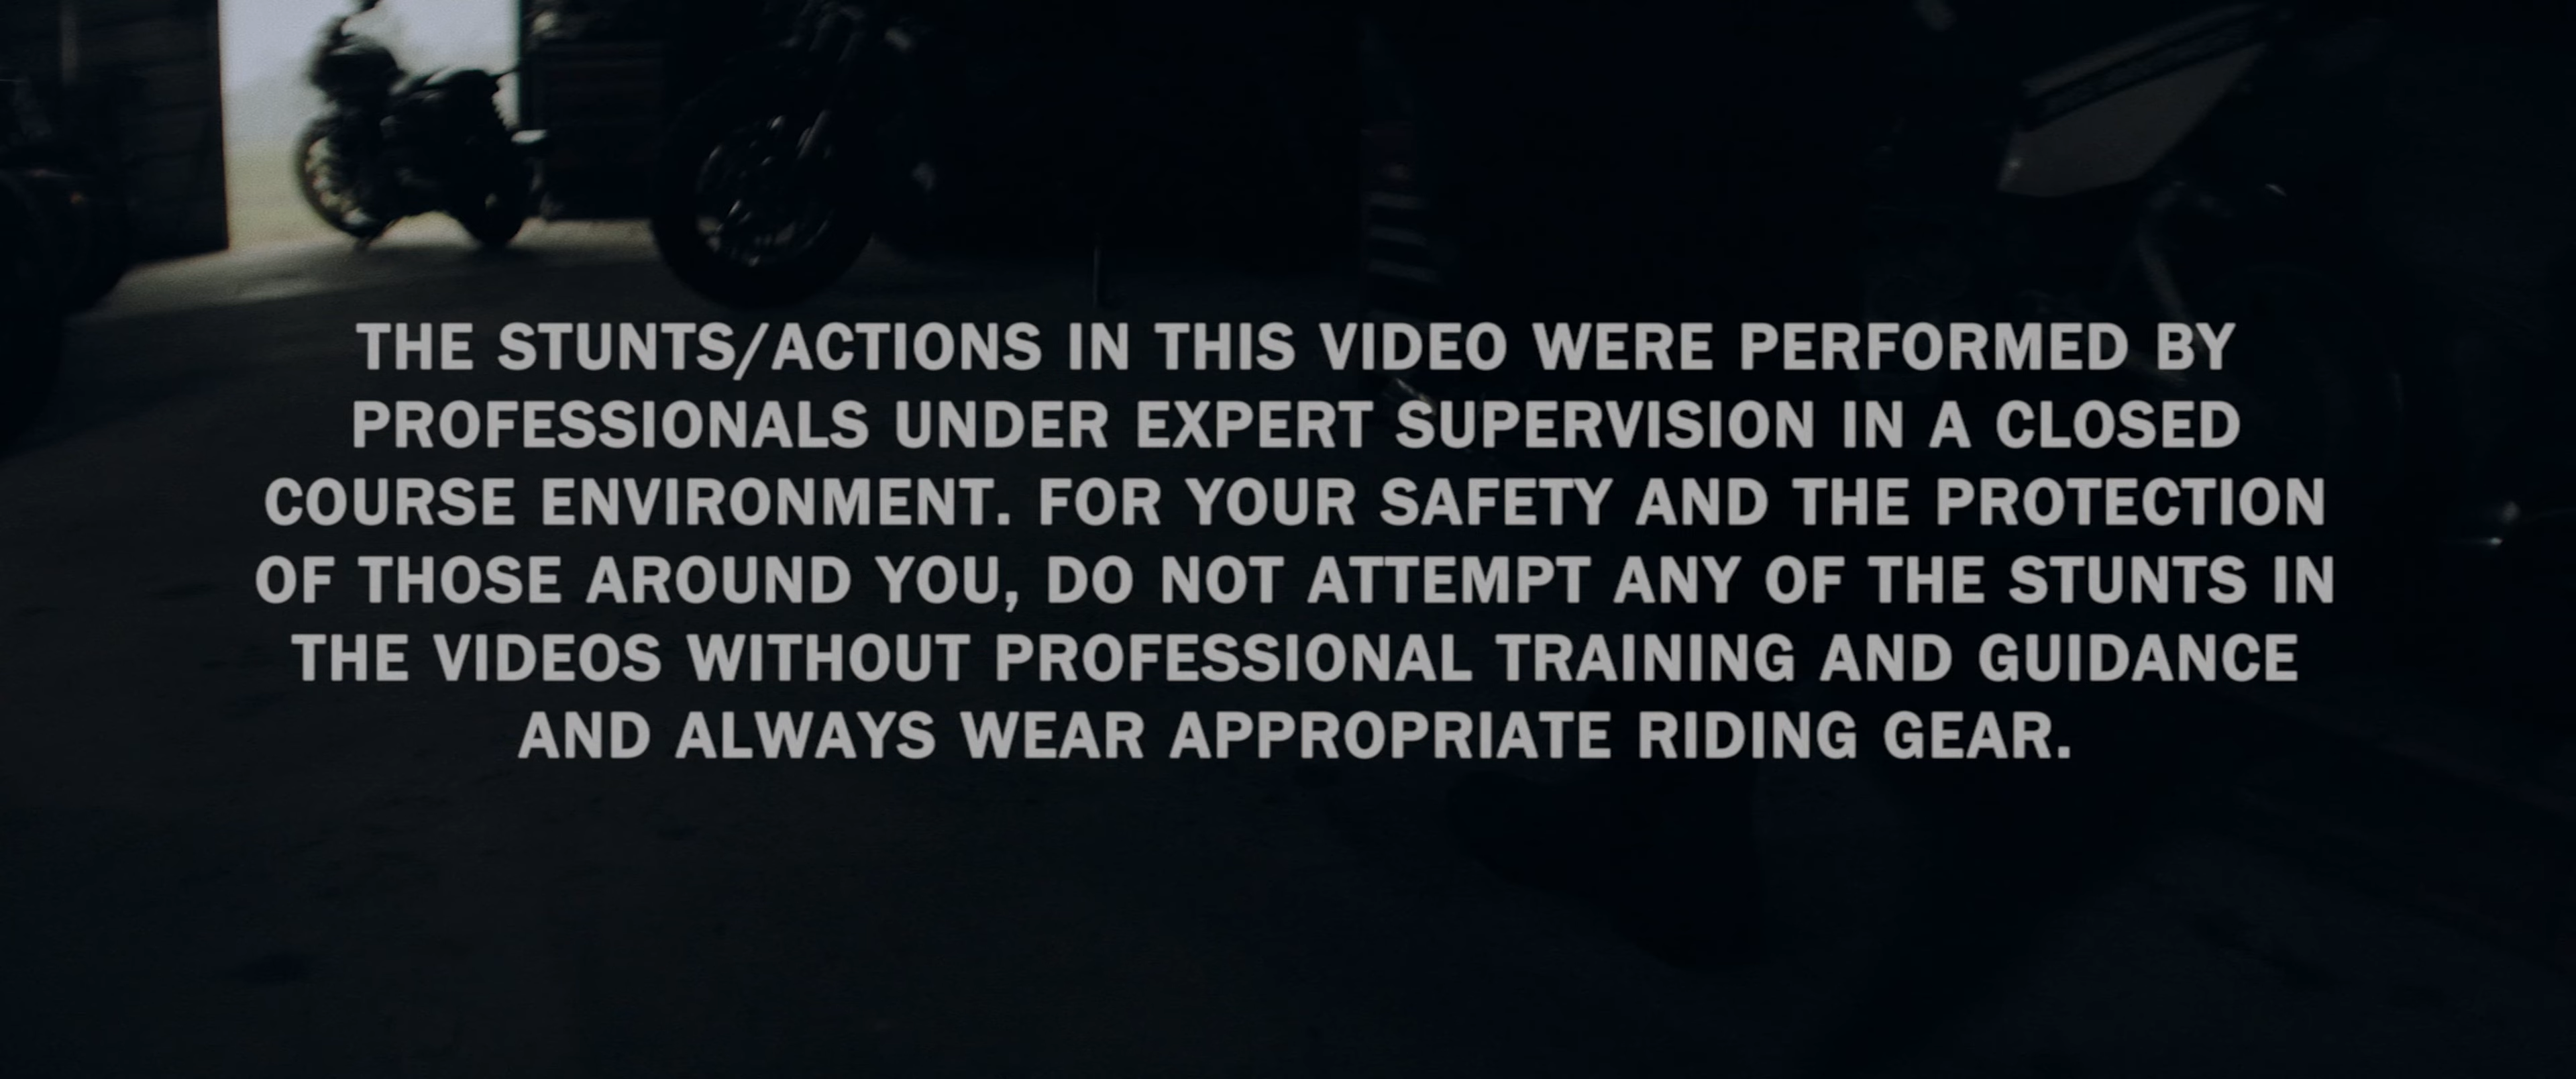 THE STUNTS/ACTIONS IN THIS VIDEO WERE PERFORMED BY
PROFESSIONALS UNDER EXPERT SUPERVISION IN A CLOSED
COURSE ENVIRONMENT. FOR YOUR SAFETY AND THE PROTECTION
OF THOSE AROUND YOU, DO NOT ATTEMPT ANY OF THE STUNTS IN
THE VIDEOS WITHOUT PROFESSIONAL TRAINING AND GUIDANCE
AND ALWAYS WEAR APPROPRIATE RIDING GEAR.